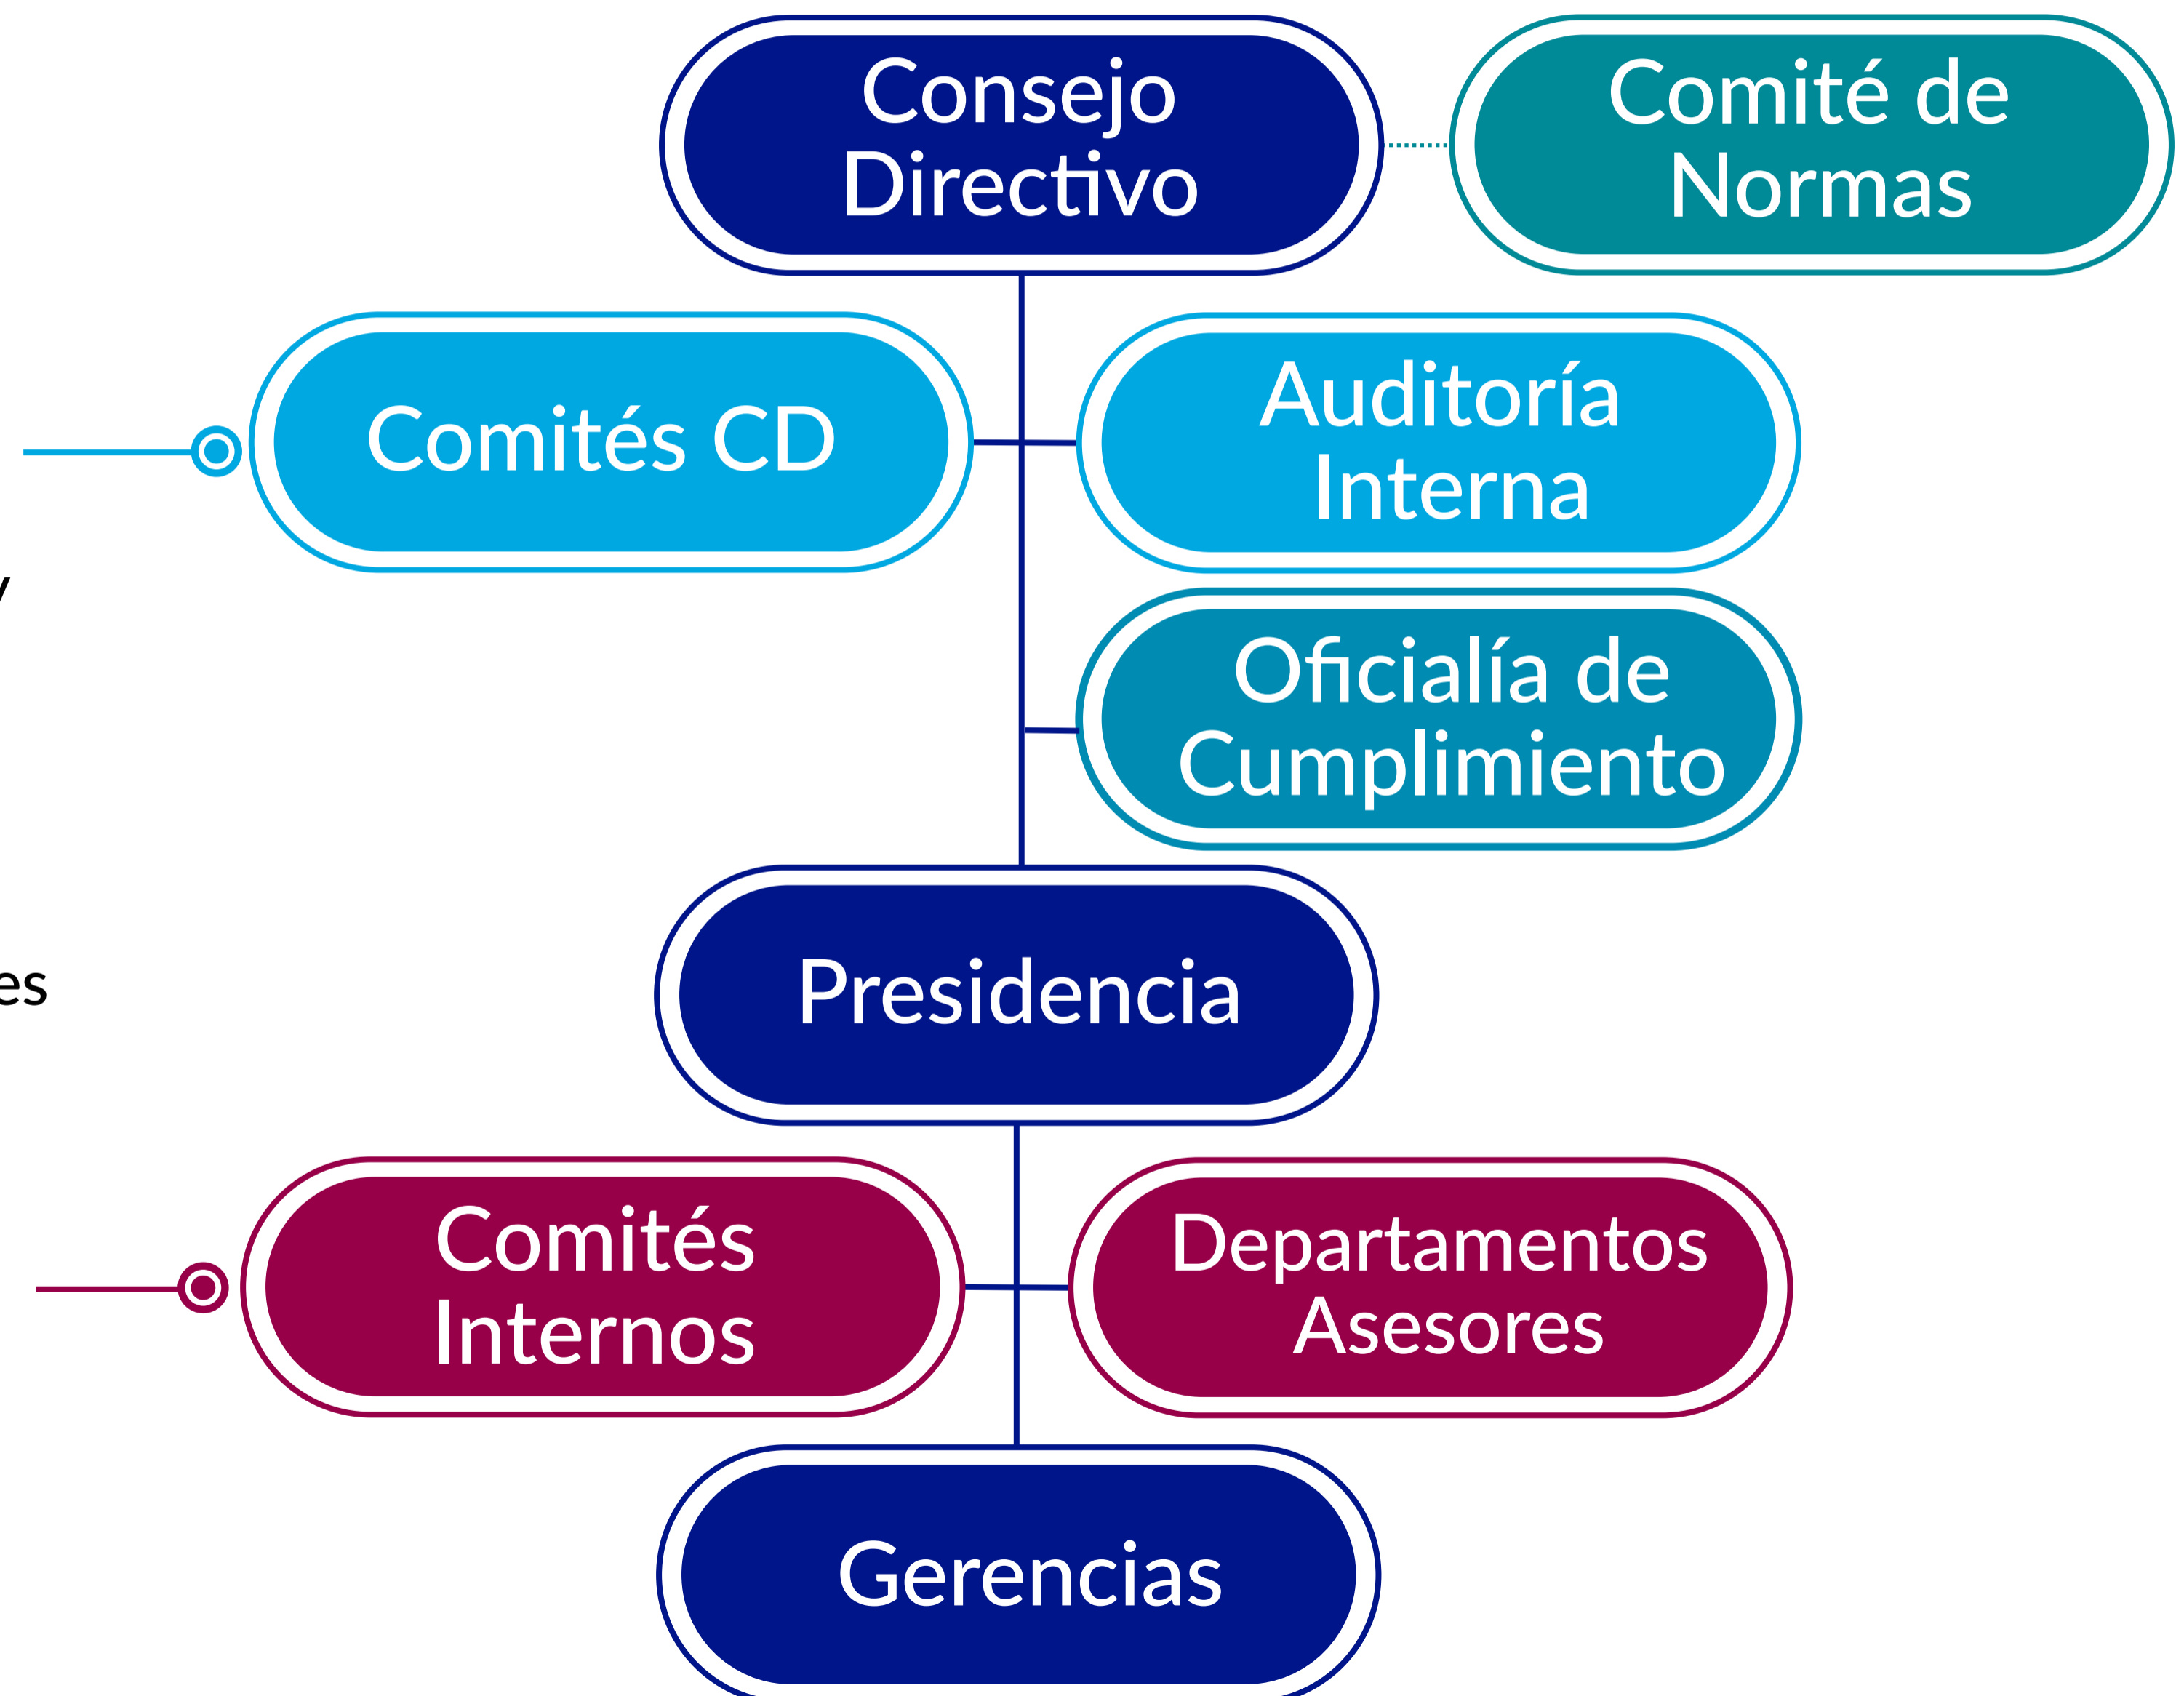 Consejo
Directivo
Comité de
Normas
Comités CD
Auditoría
Interna
Oficialía de
Cumplimiento
Presidencia
Comités
Internos
Departamentos
Asesores
Gerencias